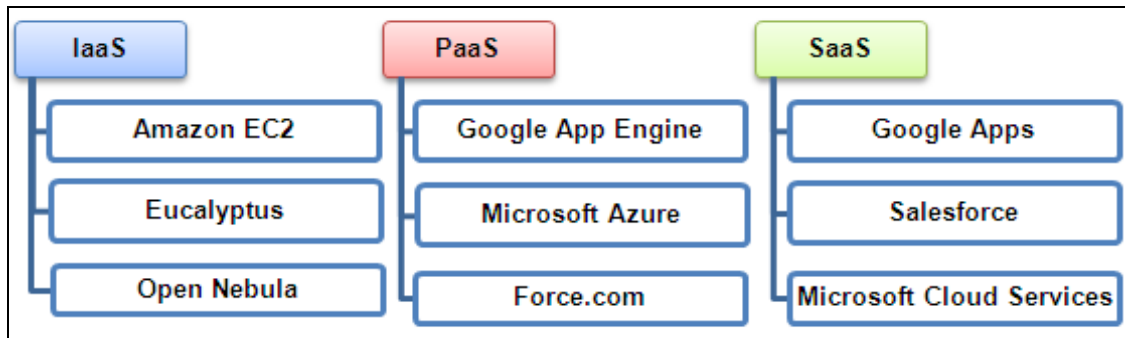 IaaS
Amazon EC2
Eucalyptus
Open Nebula
PaaS
Google App Engine
Microsoft Azure
Force.com
SaaS
Google Apps
Salesforce
Microsoft Cloud Services